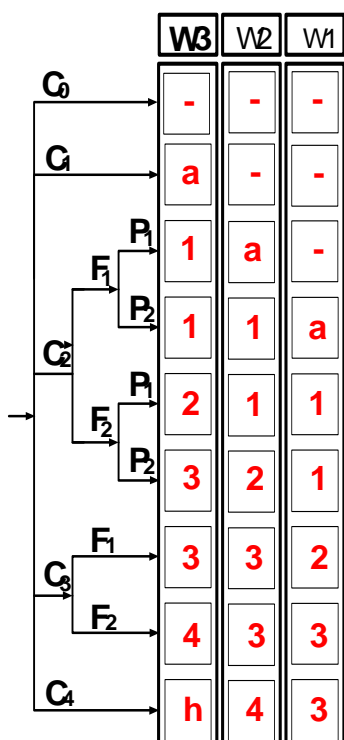 W3 W2 W1
C0 - - -
C1 a - -
P1 1 a -
F1
P2 1 1 a
C2
P1 2 1 1
F2
P2 3 2 1
F1 3 3 2
C3
F2 4 3 3
C4 h 4 3